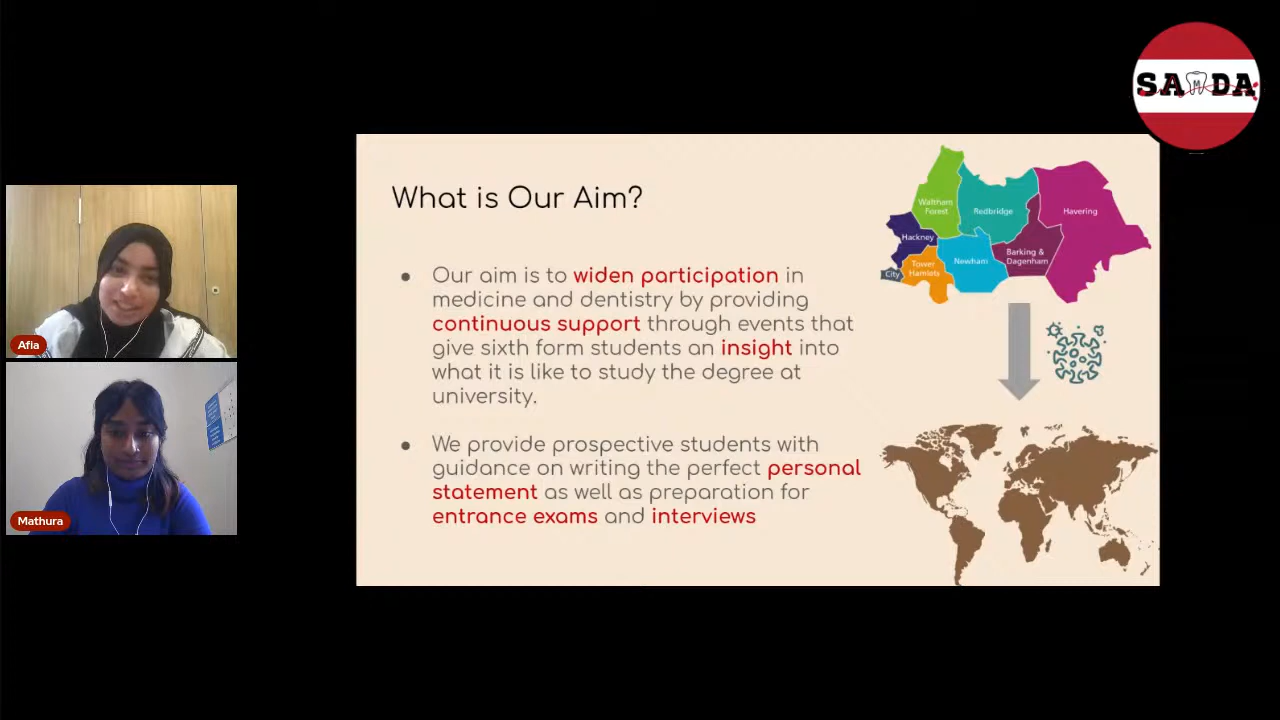 SAMDA
What is Our Aim?
● Our aim is to widen participation in
medicine and dentistry by providing
continuous support through events that
give sixth form students an insight into
what it is like to study the degree at
university.
● We provide prospective students with
guidance on writing the perfect personal
statement as well as preparation for
entrance exams and interviews
Waltham
Forest
Redbridge
Havering
Hackney
Barking &
Dagenham
City
Tower
Hamlets
Newham
Afia
Mathura